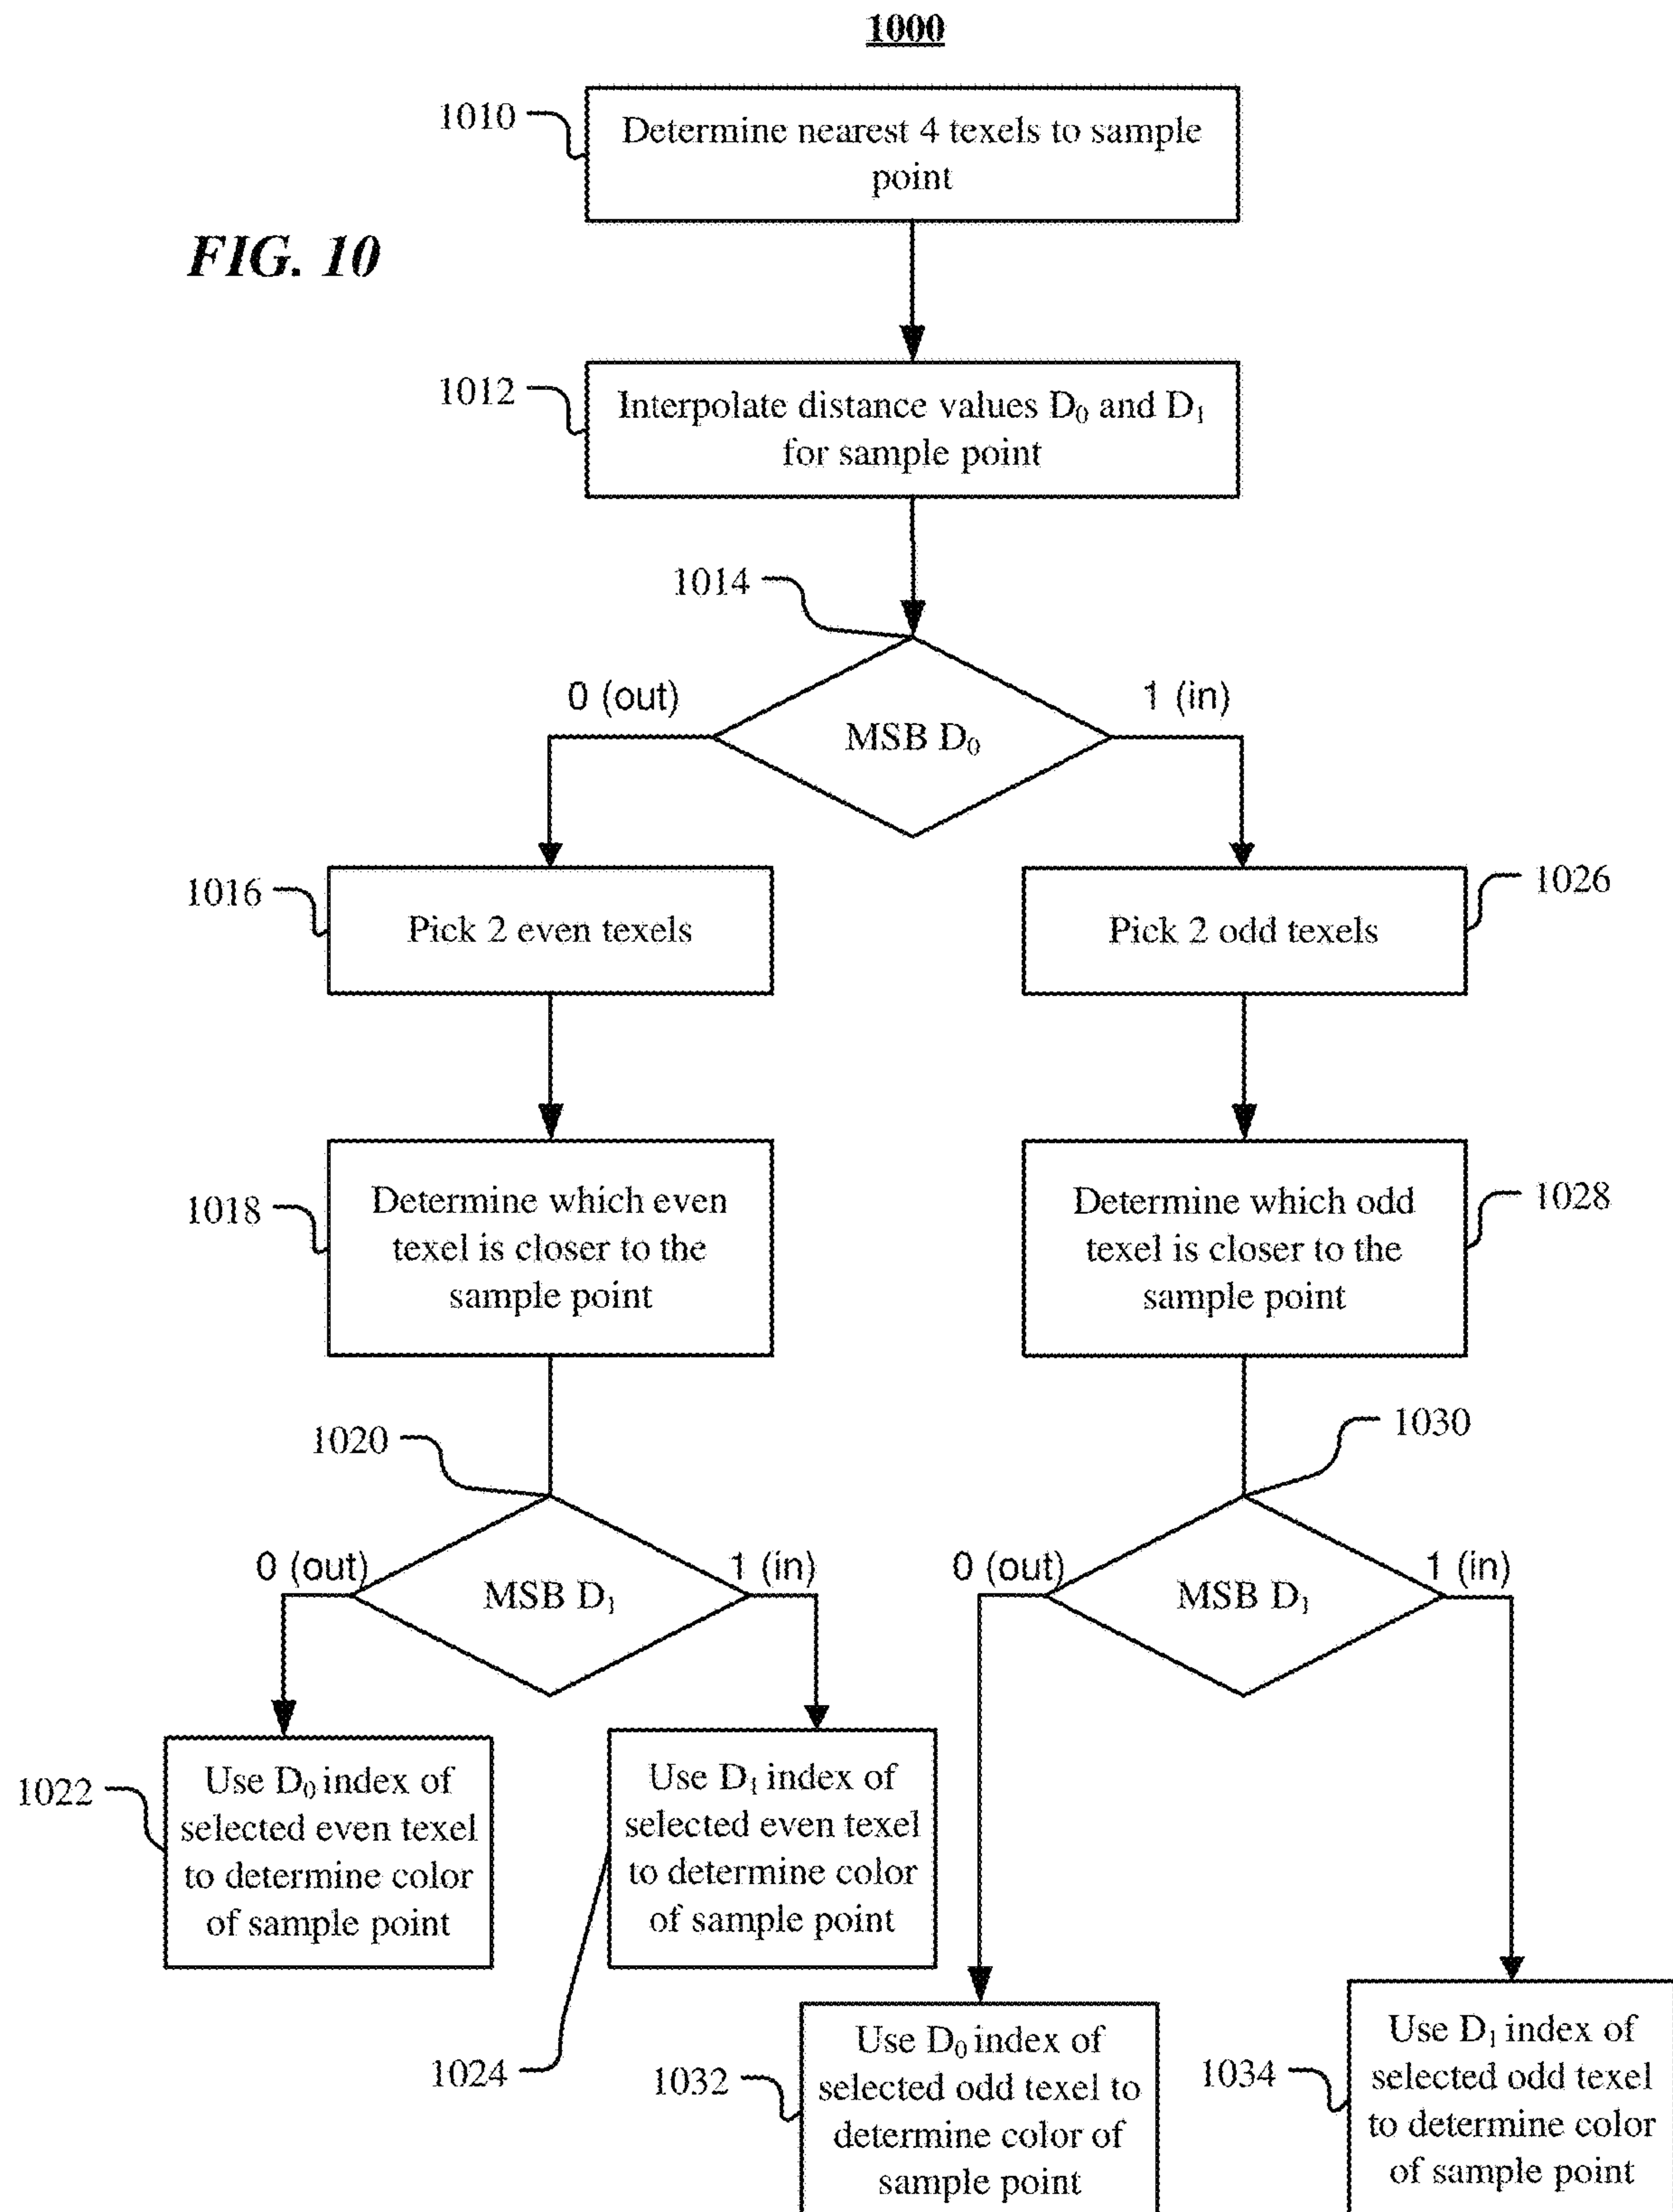 1000
1010
Determine nearest 4 texels to sample
point
FIG. 10
1012
Interpolate distance values D₀ and D₁
for sample point
1014
0 (out)
1 (in)
MSB D₀
1016
Pick 2 even texels
Pick 2 odd texels
1026
1018
Determine which even
texel is closer to the
sample point
Determine which odd
texel is closer to the
sample point
1028
1020
1030
0 (out)
1 (in)
MSB D₁
0 (out)
1 (in)
MSB D₁
1022
Use D₀ index of
selected even texel
to determine color
of sample point
Use D₁ index of
selected even texel
to determine color
of sample point
1024
1032
Use D₀ index of
selected odd texel to
determine color of
sample point
1034
Use D₁ index of
selected odd texel
to determine color
of sample point